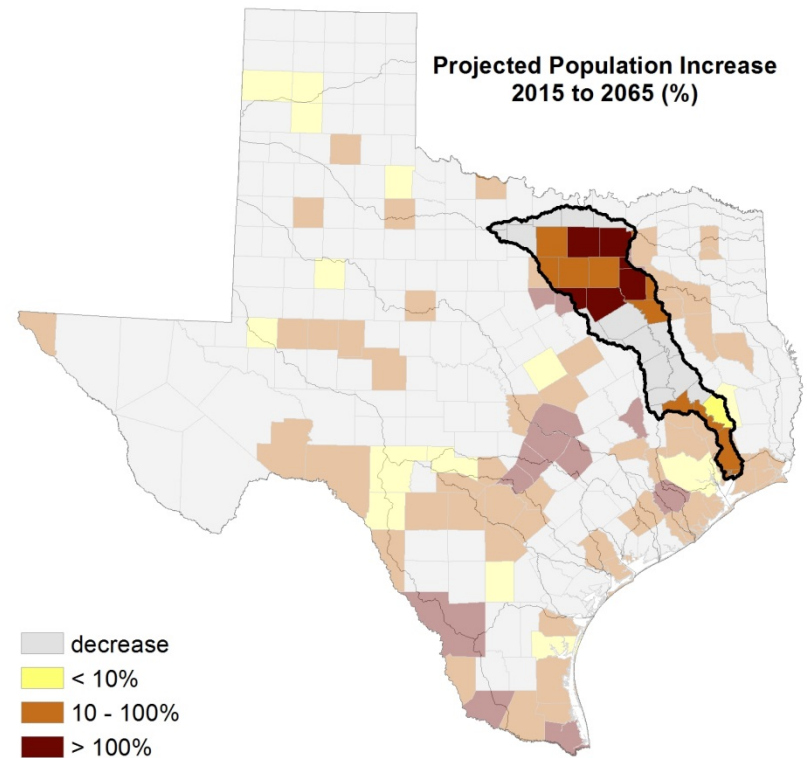 Projected Population Increase
2015 to 2065 (%)
decrease
< 10%
10 - 100%
> 100%